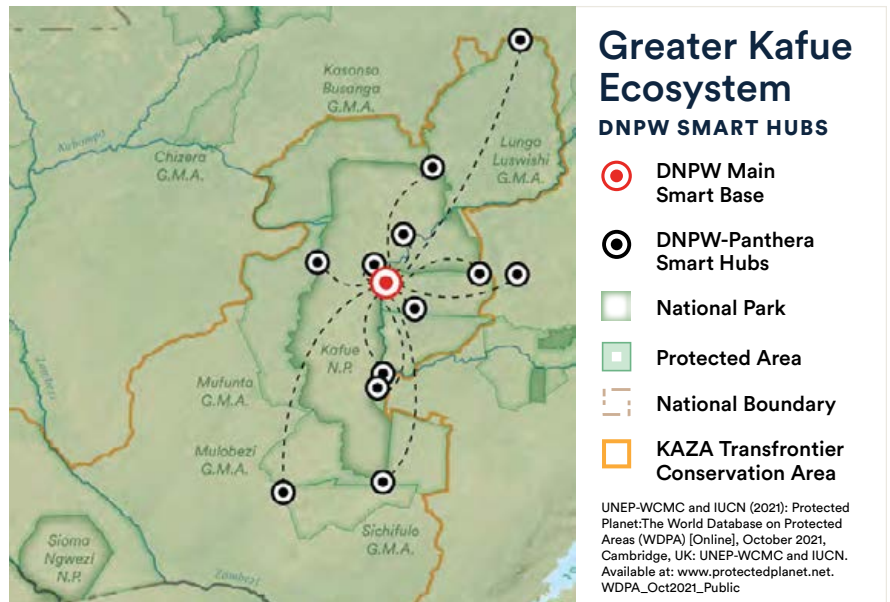 Kasonso
Busanga
G.M.A.
Kabompo
Chizera
G.M.A.
Lunga
Luswishi
G.M.A.
Kafue
N.P.
Zambezi
Mufunta
G.M.A.
Mulobezi
G.M.A.
Sichifulo
G.M.A.
Sioma
Ngwezi
N.P.
Zambezi
Greater Kafue
Ecosystem
DNPW SMART HUBS
DNPW Main
Smart Base
DNPW-Panthera
Smart Hubs
National Park
Protected Area
National Boundary
KAZA Transfrontier
Conservation Area
UNEP-WCMC and IUCN (2021): Protected
Planet:The World Database on Protected
Areas (WDPA) [Online], October 2021,
Cambridge, UK: UNEP-WCMC and IUCN.
Available at: www.protectedplanet.net.
WDPA_Oct2021_Public